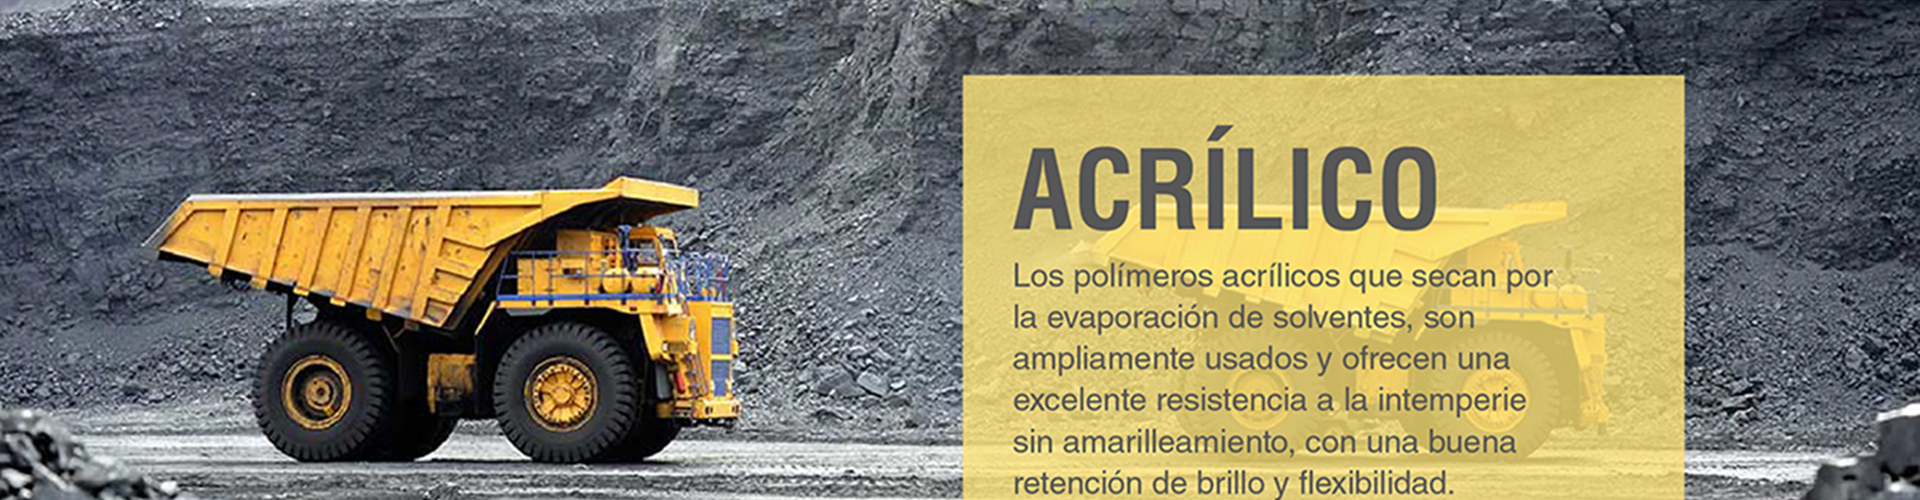 ACRÍLICO
Los polímeros acrílicos que secan por
la evaporación de solventes, son
ampliamente usados y ofrecen una
excelente resistencia a la intemperie
sin amarilleamiento, con una buena
retención de brillo y flexibilidad.